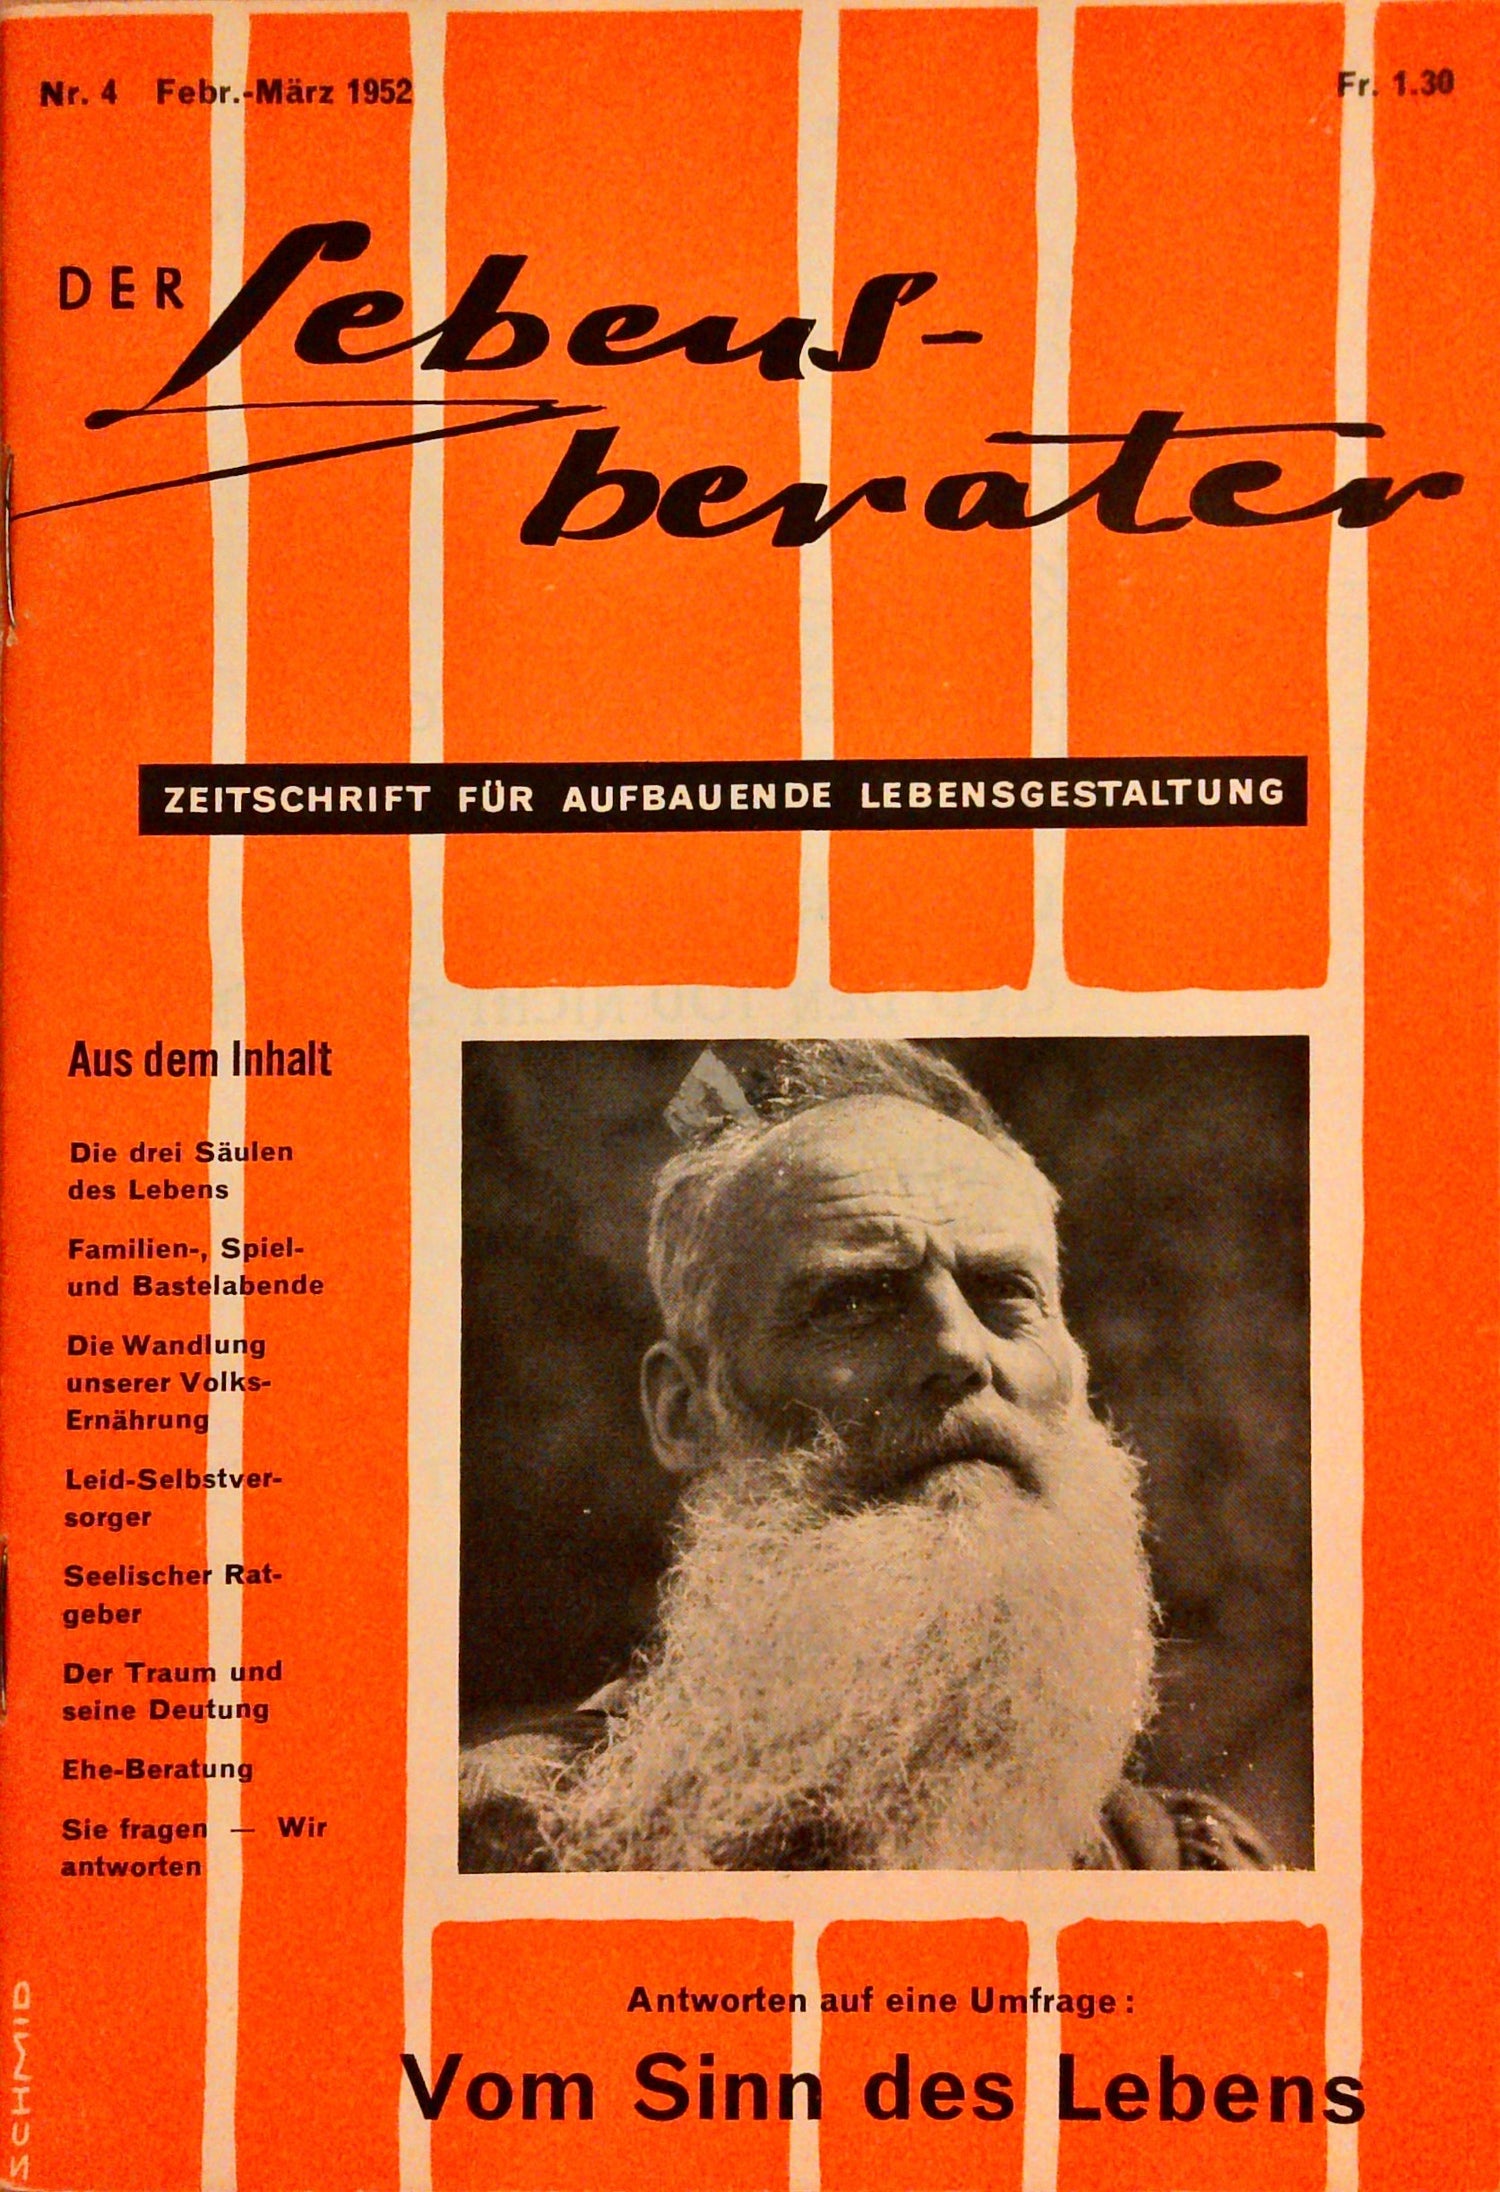 Nr. 4 Febr.-März 1952
Fr. 1.30
DER Lebens-
berater
ZEITSCHRIFT FÜR AUFBAUENDE LEBENSGESTALTUNG
Aus dem Inhalt
Die drei Säulen
des Lebens
Familien-, Spiel-
und Bastelabende
Die Wandlung
unserer Volks-
Ernährung
Leid-Selbstver-
sorger
Seelischer Rat-
geber
Der Traum und
seine Deutung
Ehe-Beratung
Sie fragen — Wir
antworten
Antworten auf eine Umfrage:
Vom Sinn des Lebens
SCHMID